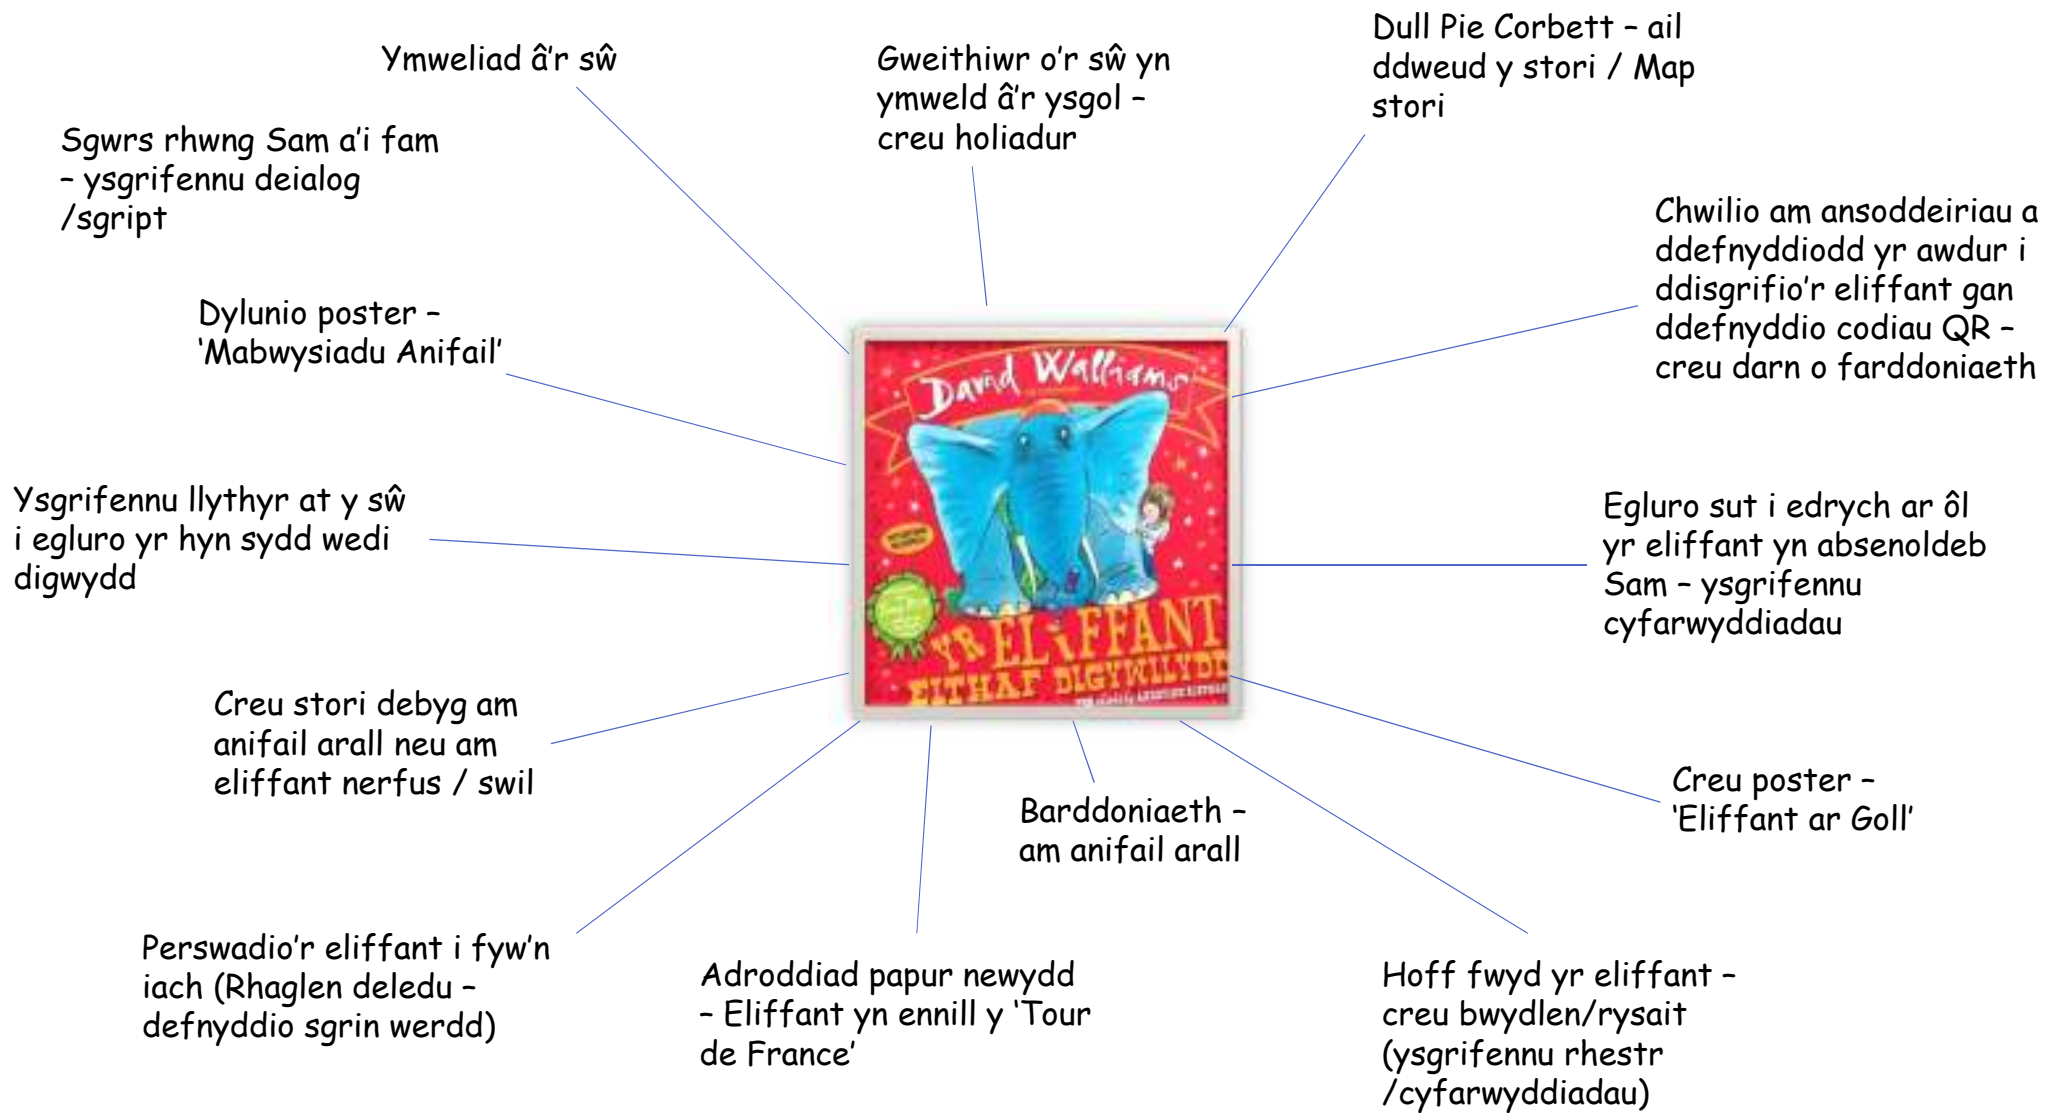 Ymweliad â'r sŵ
Gweithiwr o'r sŵ yn
ymweld â'r ysgol –
creu holiadur
Dull Pie Corbett – ail
ddweud y stori / Map
stori
Sgwrs rhwng Sam a'i fam
– ysgrifennu deialog
/sgript
Chwilio am ansoddeiriau a
ddefnyddiodd yr awdur i
ddisgrifio'r eliffant gan
ddefnyddio codiau QR –
creu darn o farddoniaeth
Dylunio poster –
'Mabwysiadu Anifail'
David Walliams
YR ELiFFANT
EITHAF DIGYWILYDD
Ysgrifennu llythyr at y sŵ
i egluro yr hyn sydd wedi
digwydd
Egluro sut i edrych ar ôl
yr eliffant yn absenoldeb
Sam – ysgrifennu
cyfarwyddiadau
Creu stori debyg am
anifail arall neu am
eliffant nerfus / swil
Creu poster –
'Eliffant ar Goll'
Barddoniaeth –
am anifail arall
Perswadio'r eliffant i fyw'n
iach (Rhaglen deledu –
defnyddio sgrin werdd)
Adroddiad papur newydd
– Eliffant yn ennill y 'Tour
de France'
Hoff fwyd yr eliffant –
creu bwydlen/rysait
(ysgrifennu rhestr
/cyfarwyddiadau)